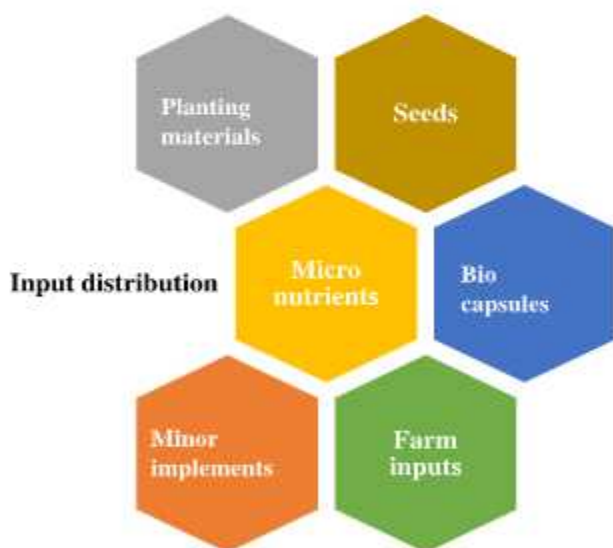 Planting
materials
Seeds
Input distribution
Micro
nutrients
Bio
capsules
Minor
implements
Farm
inputs